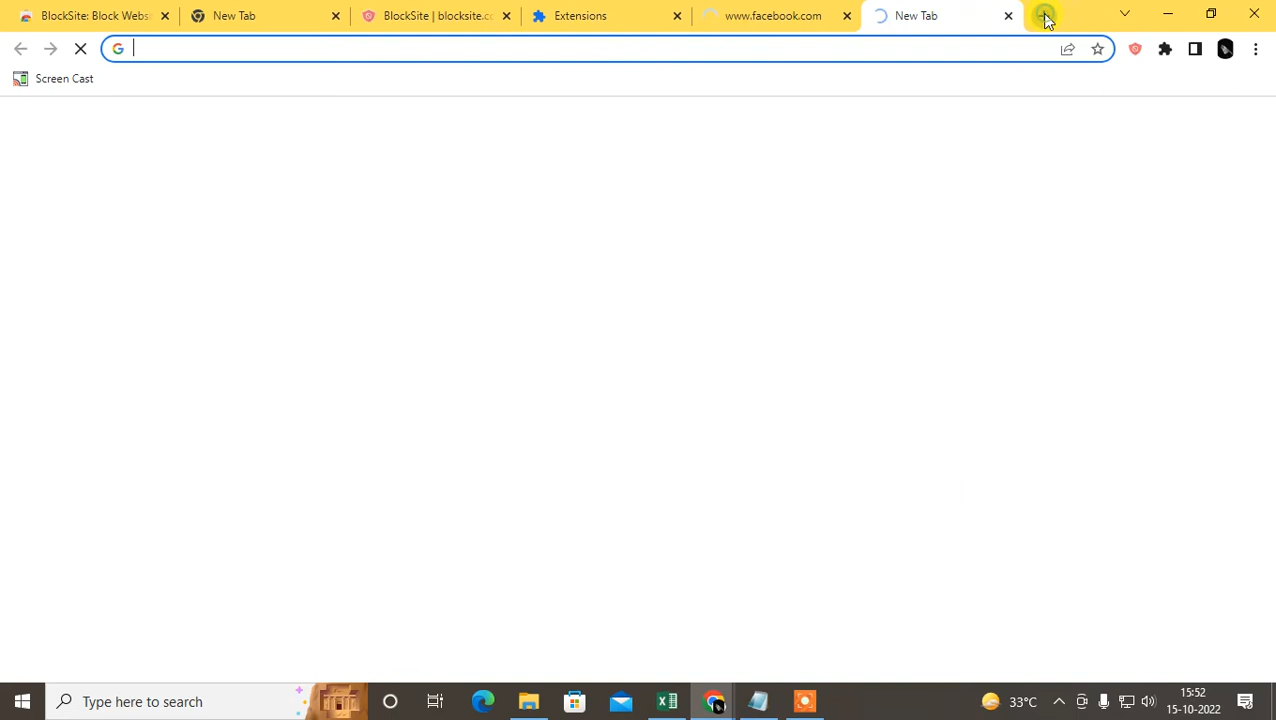 BlockSite: Block Webs
New Tab
BlockSite | blocksite.co
Extensions
www.facebook.com
New Tab
Screen Cast
Type here to search
33°C
15:52
15-10-2022